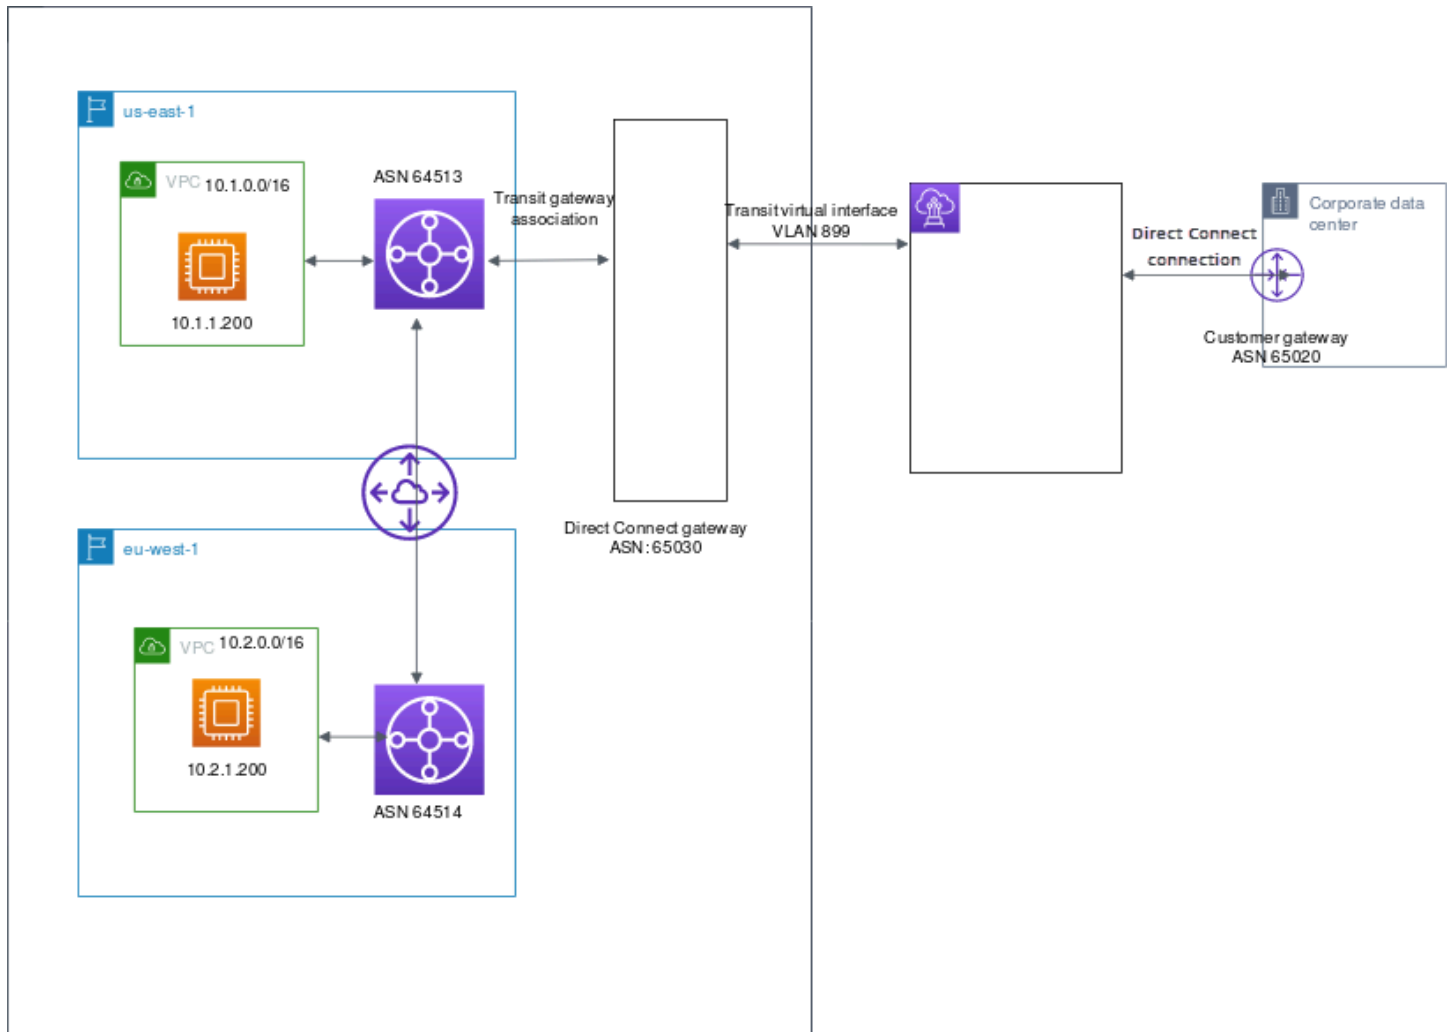 us-east-1
VPC 10.1.0.0/16
10.1.1.200
ASN 64513
Transit gateway
association
Transit virtual interface
VLAN 899
Direct Connect
connection
Corporate data
center
Customer gateway
ASN 65020
Direct Connect gateway
ASN: 65030
eu-west-1
VPC 10.2.0.0/16
10.2.1.200
ASN 64514